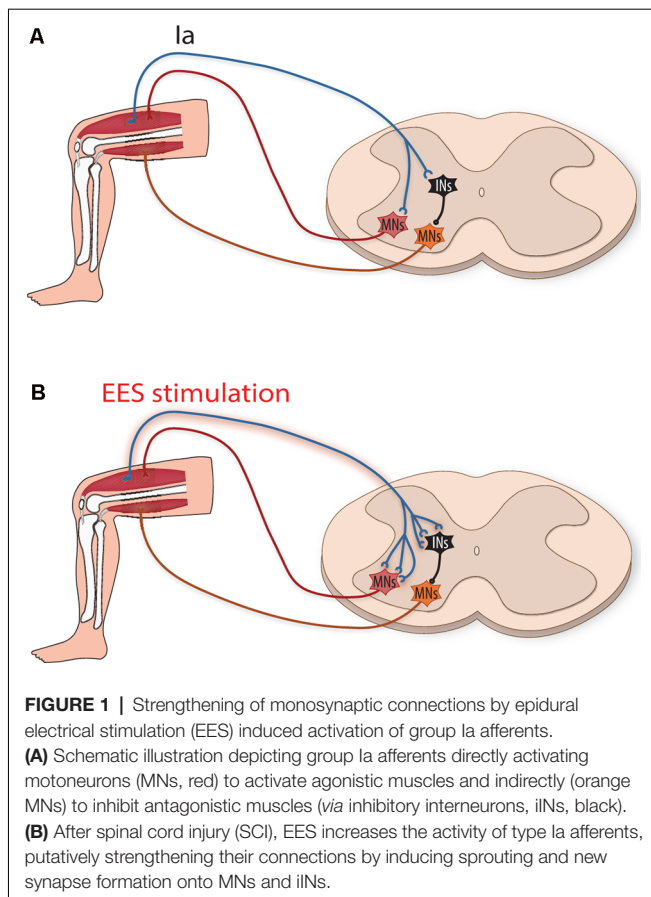 A
Ia
INs
MNs
MNs
B
EES stimulation
INs
MNs
MNs
FIGURE 1 | Strengthening of monosynaptic connections by epidural
electrical stimulation (EES) induced activation of group Ia afferents.
(A) Schematic illustration depicting group Ia afferents directly activating
motoneurons (MNs, red) to activate agonistic muscles and indirectly (orange
MNs) to inhibit antagonistic muscles (via inhibitory interneurons, iINs, black).
(B) After spinal cord injury (SCI), EES increases the activity of type Ia afferents,
putatively strengthening their connections by inducing sprouting and new
synapse formation onto MNs and iINs.